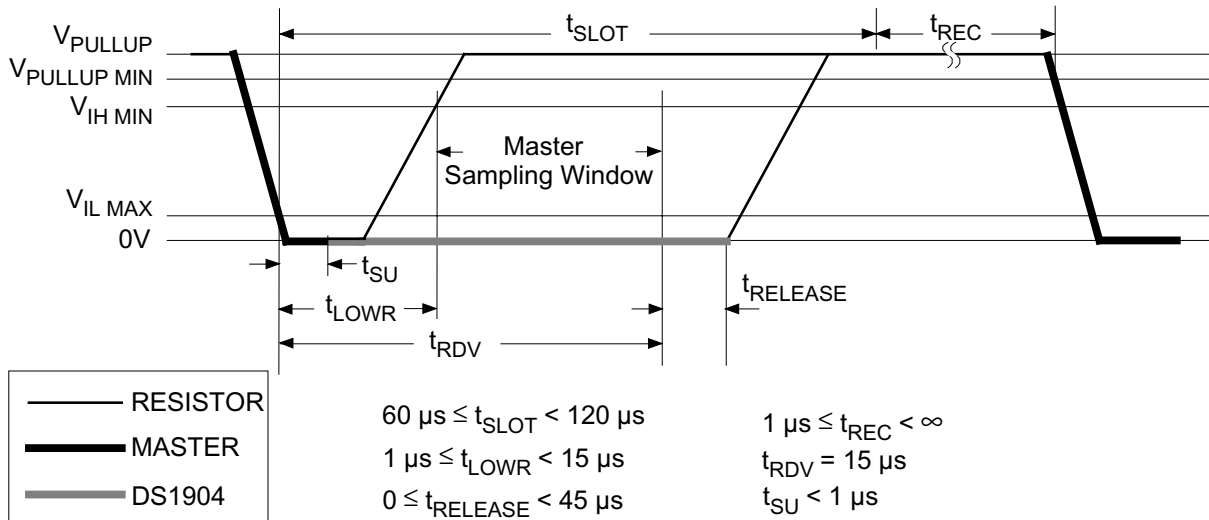 tSLOT
tREC
VPULLUP
VPULLUP MIN
VIH MIN
Master
Sampling Window
VIL MAX
0V
tSU
tRELEASE
tLOWR
tRDV
RESISTOR
MASTER
DS1904
60 µs ≤ tSLOT < 120 µs
1 µs ≤ tLOWR < 15 µs
0 ≤ tRELEASE < 45 µs
1 µs ≤ tREC < ∞
tRDV = 15 µs
tSU < 1 µs